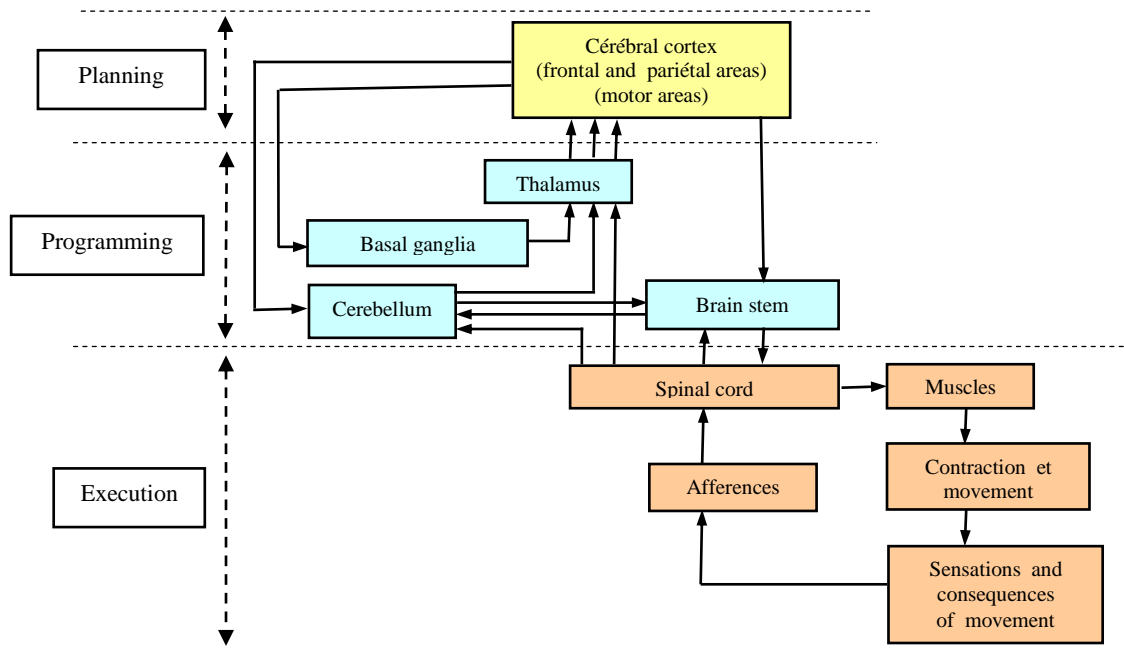 Planning
Cérébral cortex
(frontal and pariétal areas)
(motor areas)
Programming
Thalamus
Basal ganglia
Cerebellum
Brain stem
Execution
Spinal cord
Muscles
Afferences
Contraction et
movement
Sensations and
consequences
of movement